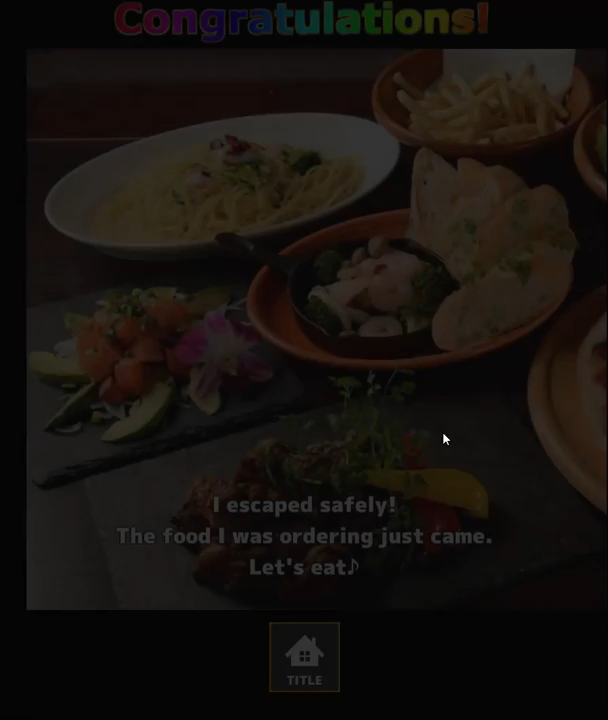 Congratulations!
I escaped safely!
The food I was ordering just came.
Let's eat♪
TITLE